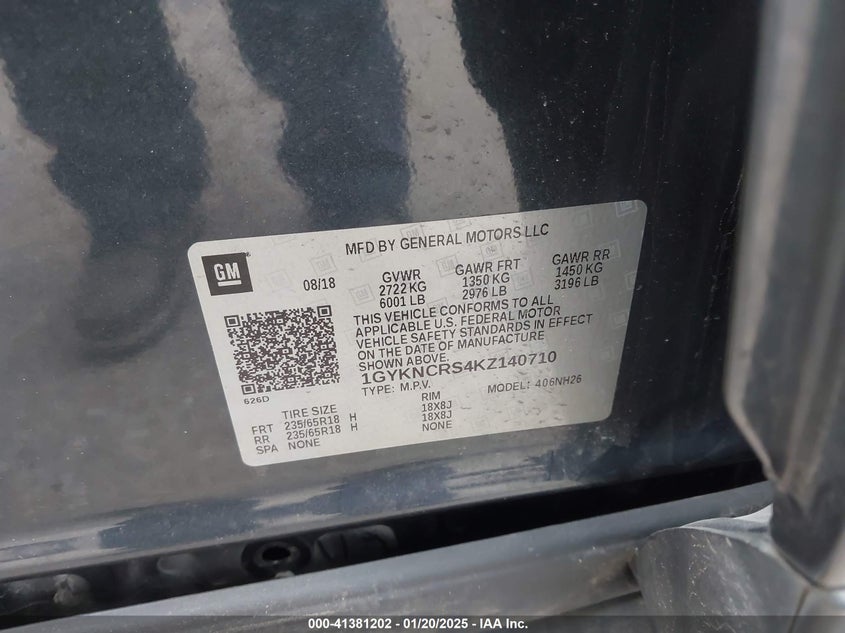 MFD BY GENERAL MOTORS LLC
GM
08/18
GVWR GAWR FRT GAWR RR
2722 KG 1350 KG 1450 KG
6001 LB 2976 LB 3196 LB
THIS VEHICLE CONFORMS TO ALL
APPLICABLE U.S. FEDERAL MOTOR
VEHICLE SAFETY STANDARDS IN EFFECT
ON THE DATE OF MANUFACTURE
SHOWN ABOVE.
1GYKNCRS4KZ140710
TYPE: M.P.V. MODEL: 406NH26
626D
TIRE SIZE RIM
FRT 235/65R18 H 18X8J
RR 235/65R18 H 18X8J
SPA NONE NONE
000-41381202 - 01/20/2025 - IAA Inc.